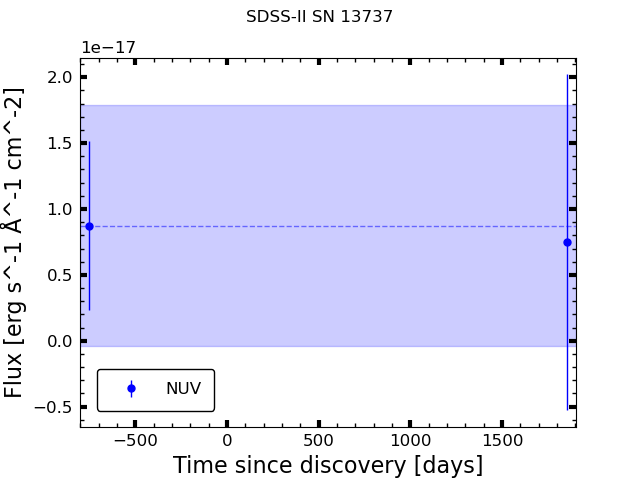 SDSS-II SN 13737
1e−17
2.0
1.5
1.0
0.5
0.0
−0.5
Flux [erg s^-1 Å^-1 cm^-2]
NUV
−500
0
500
1000
1500
Time since discovery [days]